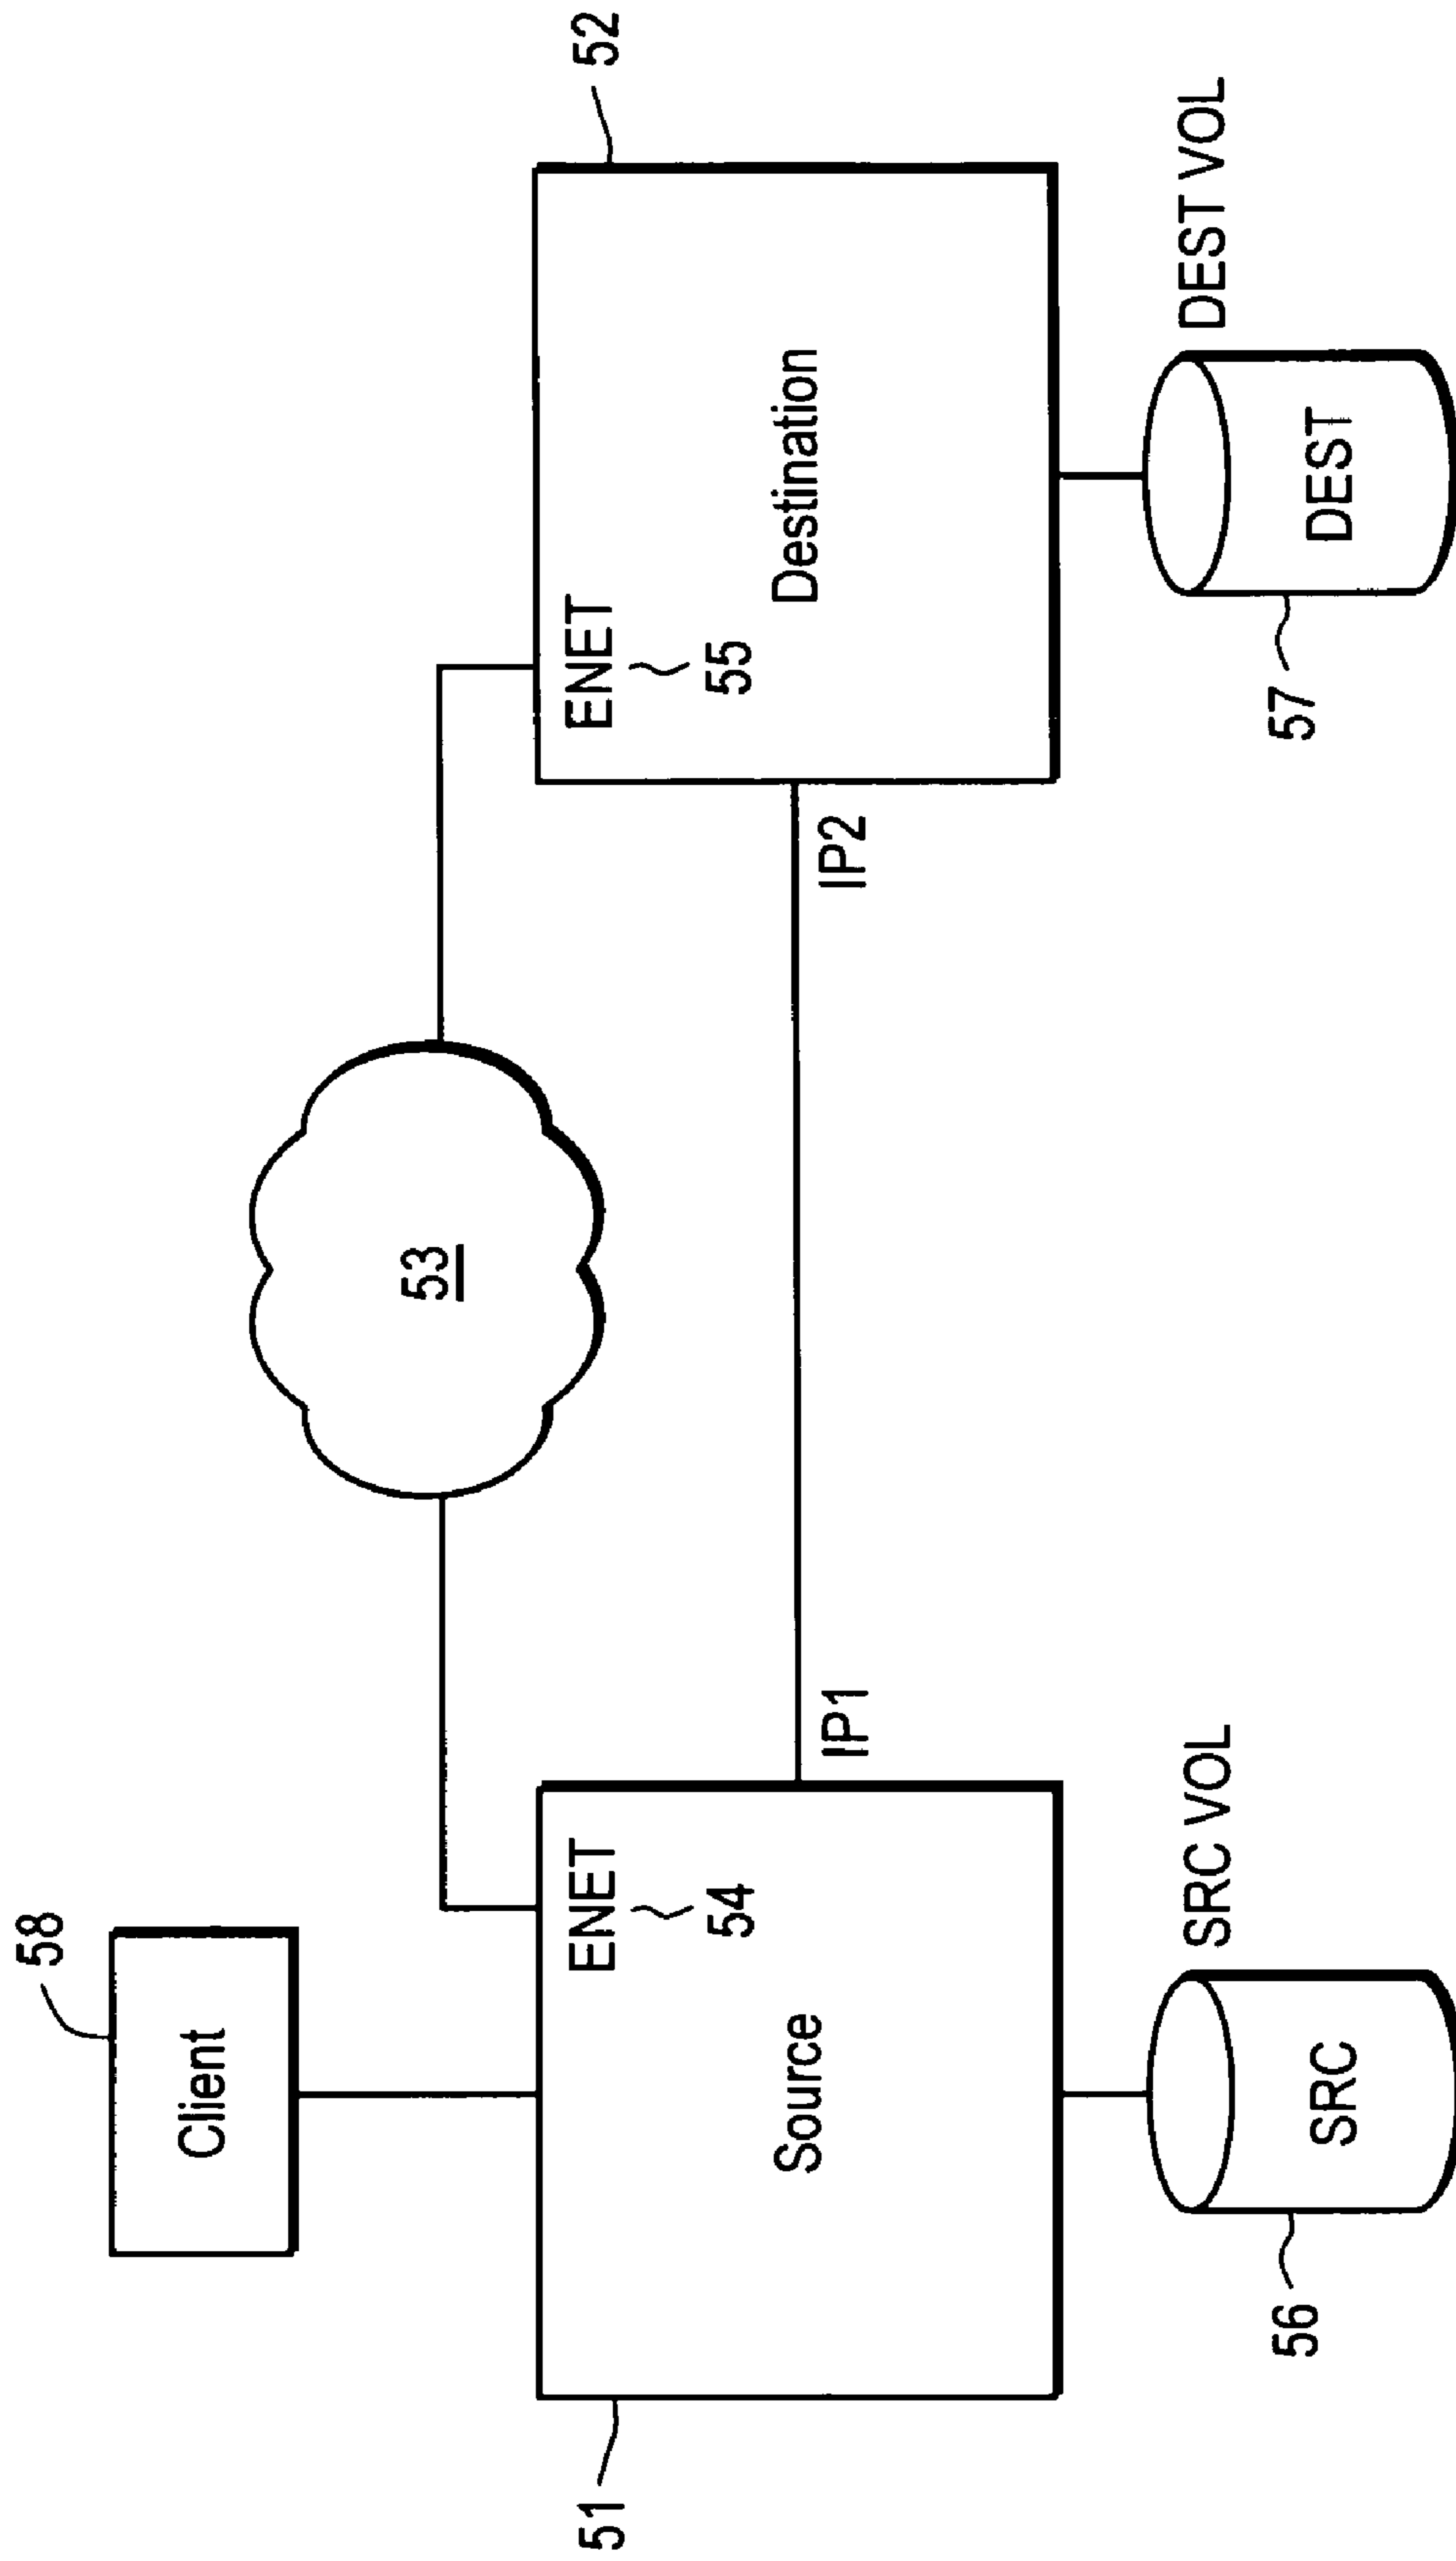 58
Client
53
52
ENET
54
ENET
55
Source
Destination
51
IP1
IP2
SRC VOL
DEST VOL
SRC
DEST
56
57